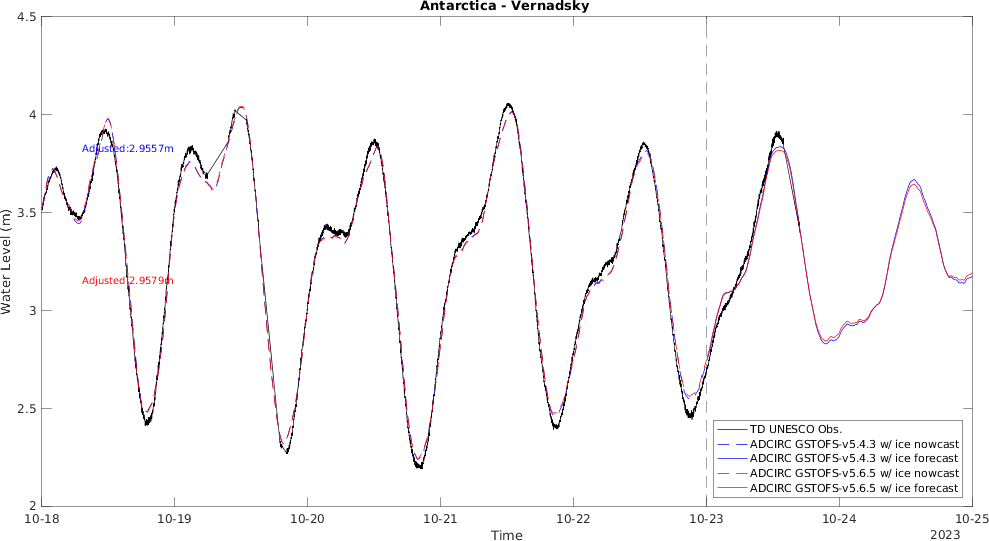 Antarctica - Vernadsky
4.5
4
3.5
3
2.5
2
Water Level (m)
Adjusted:2.9557m
Adjusted:2.9579m
TD UNESCO Obs.
ADCIRC GSTOFS-v5.4.3 w/ ice nowcast
ADCIRC GSTOFS-v5.4.3 w/ ice forecast
ADCIRC GSTOFS-v5.6.5 w/ ice nowcast
ADCIRC GSTOFS-v5.6.5 w/ ice forecast
10-18 10-19 10-20 10-21 10-22 10-23 10-24 10-25
Time
2023